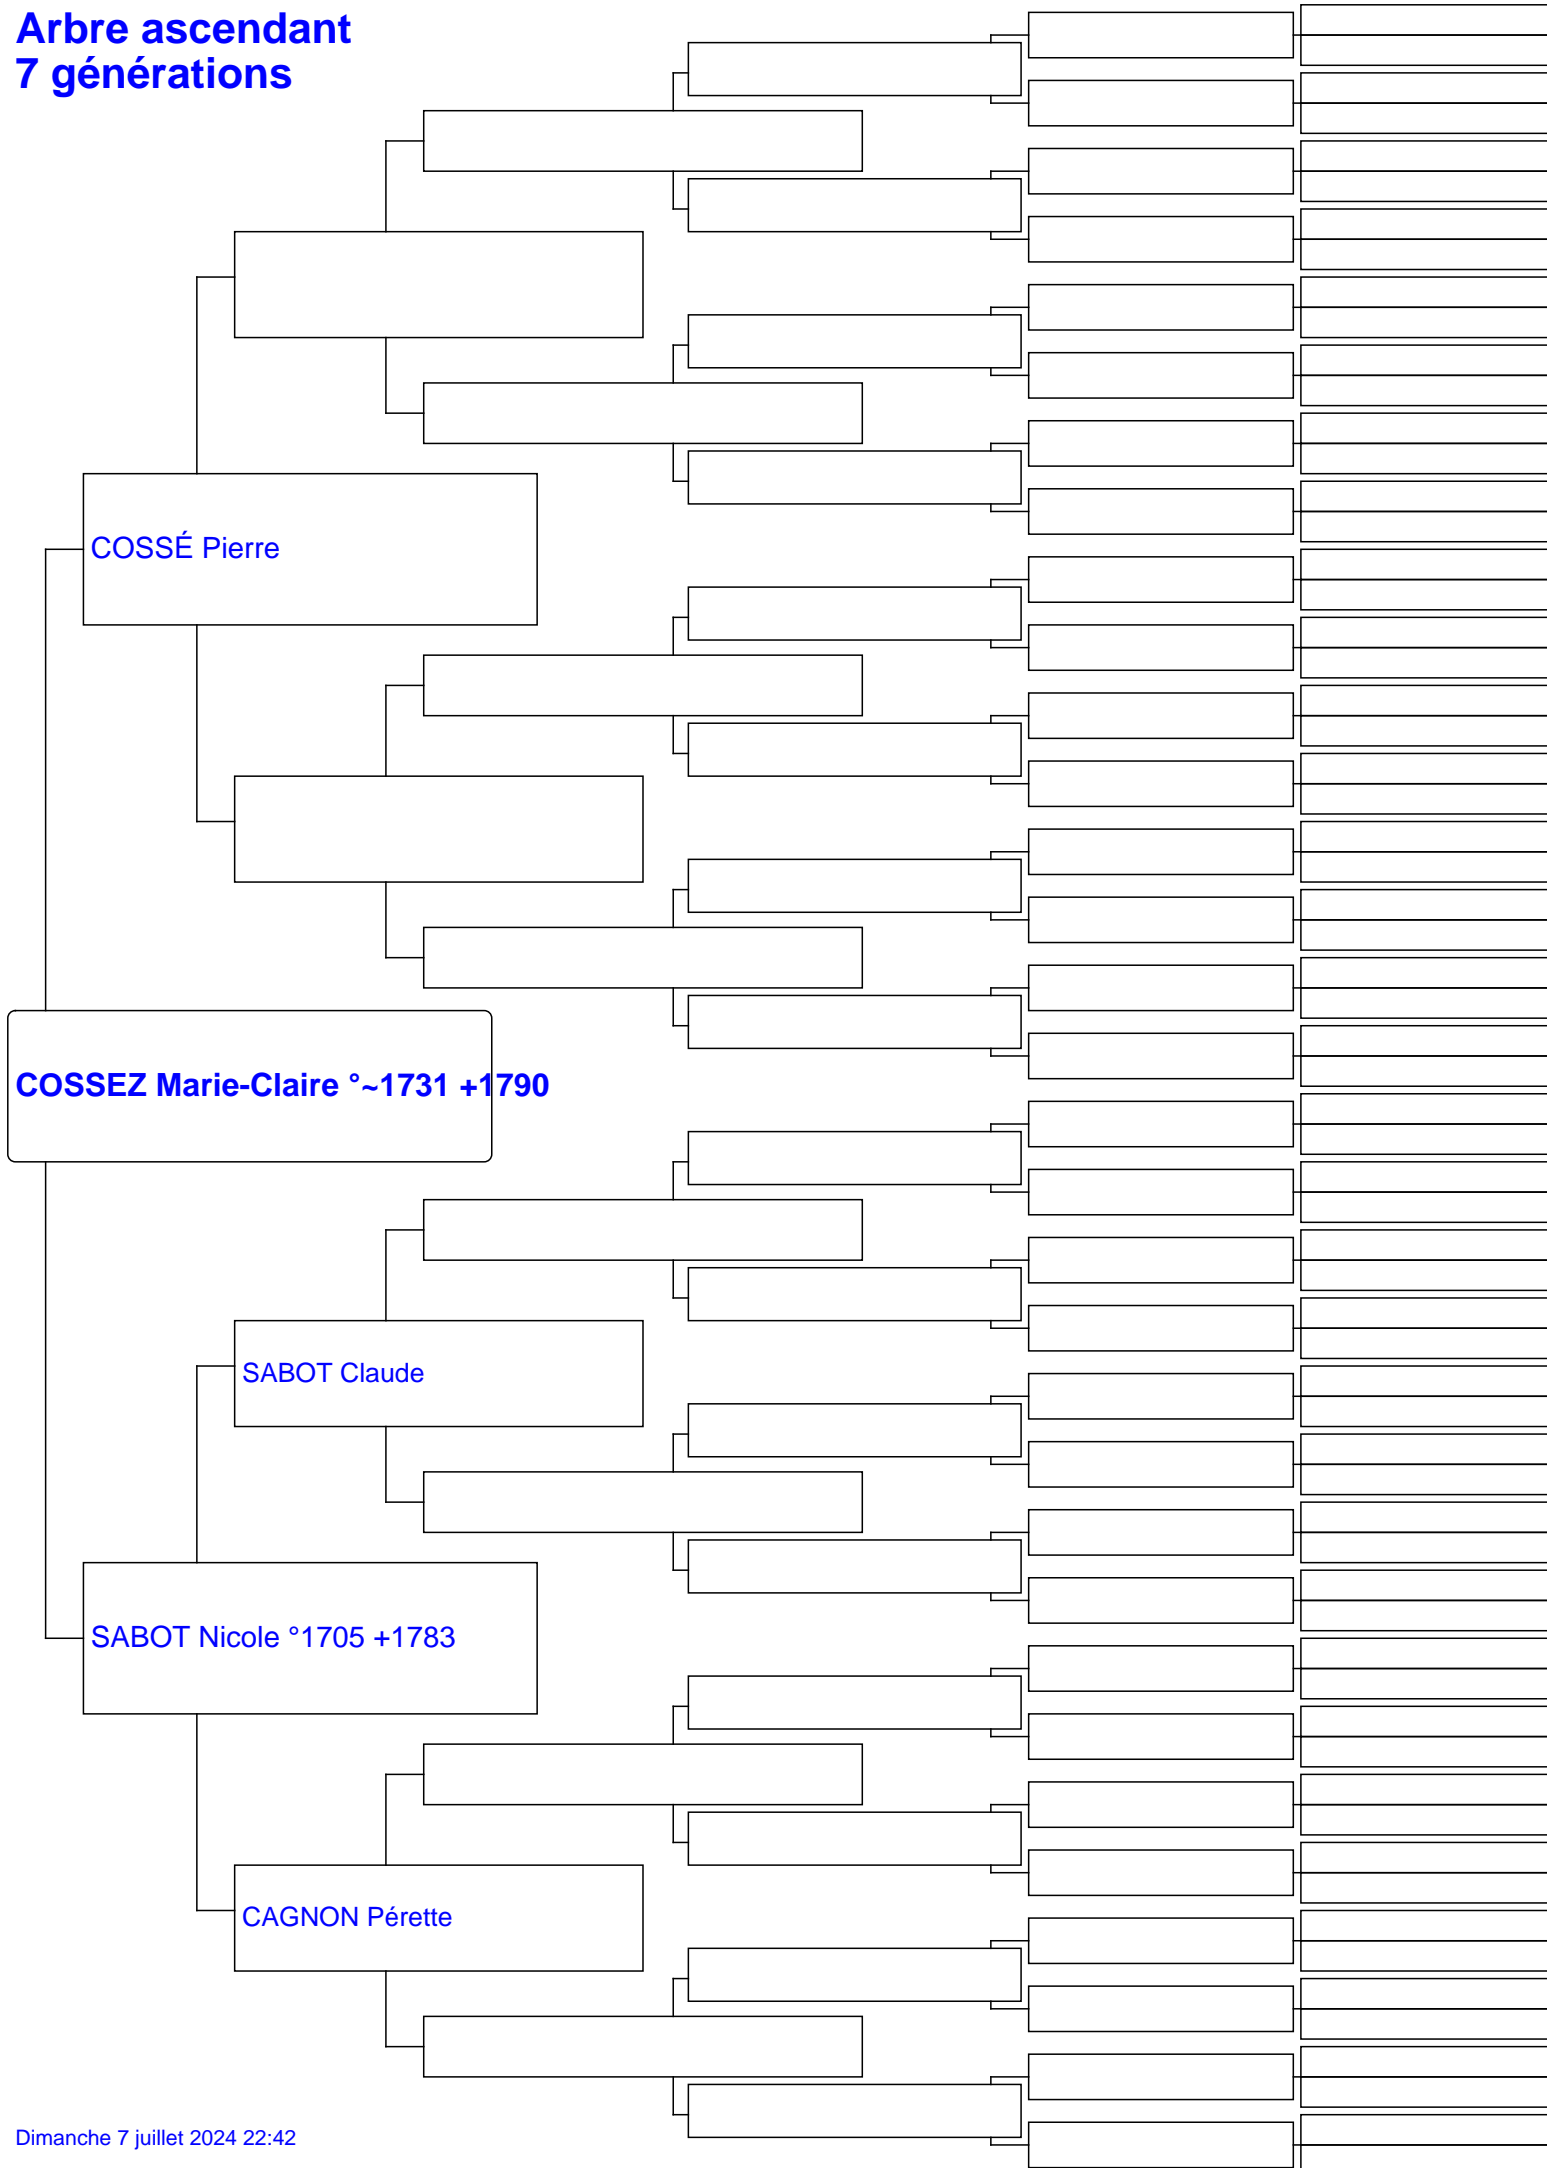 Arbre ascendant
7 générations
COSSÉ Pierre
COSSEZ Marie-Claire °~1731 +1790
SABOT Claude
SABOT Nicole °1705 +1783
CAGNON Pérette
Dimanche 7 juillet 2024 22:42